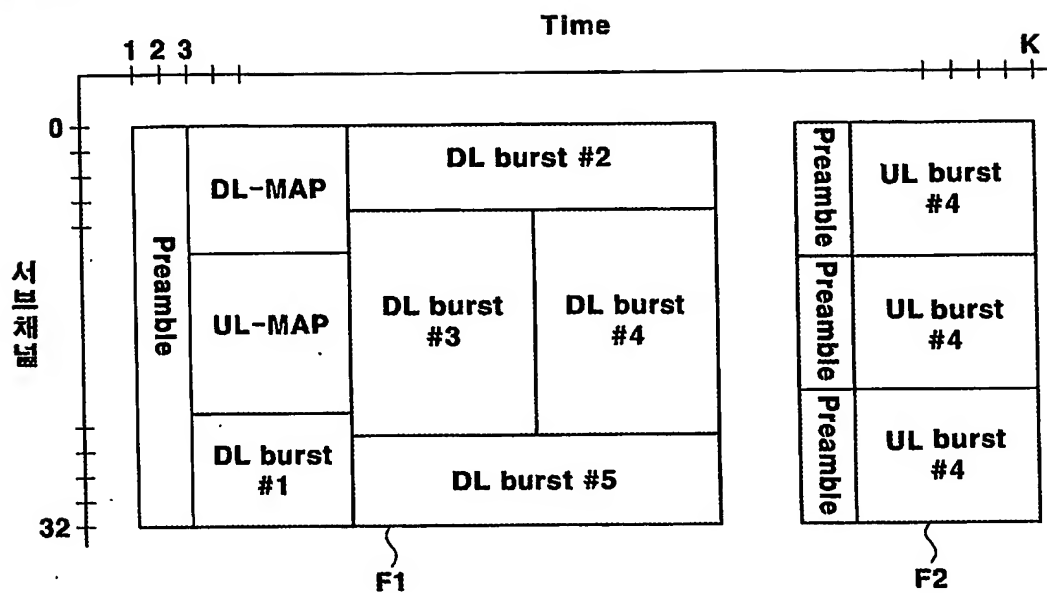 Time
1 2 3
K
0
32
서브채널
Preamble
DL-MAP
UL-MAP
DL burst
#1
DL burst #2
DL burst
#3
DL burst
#4
DL burst #5
F1
Preamble
UL burst
#4
Preamble
UL burst
#4
Preamble
UL burst
#4
F2